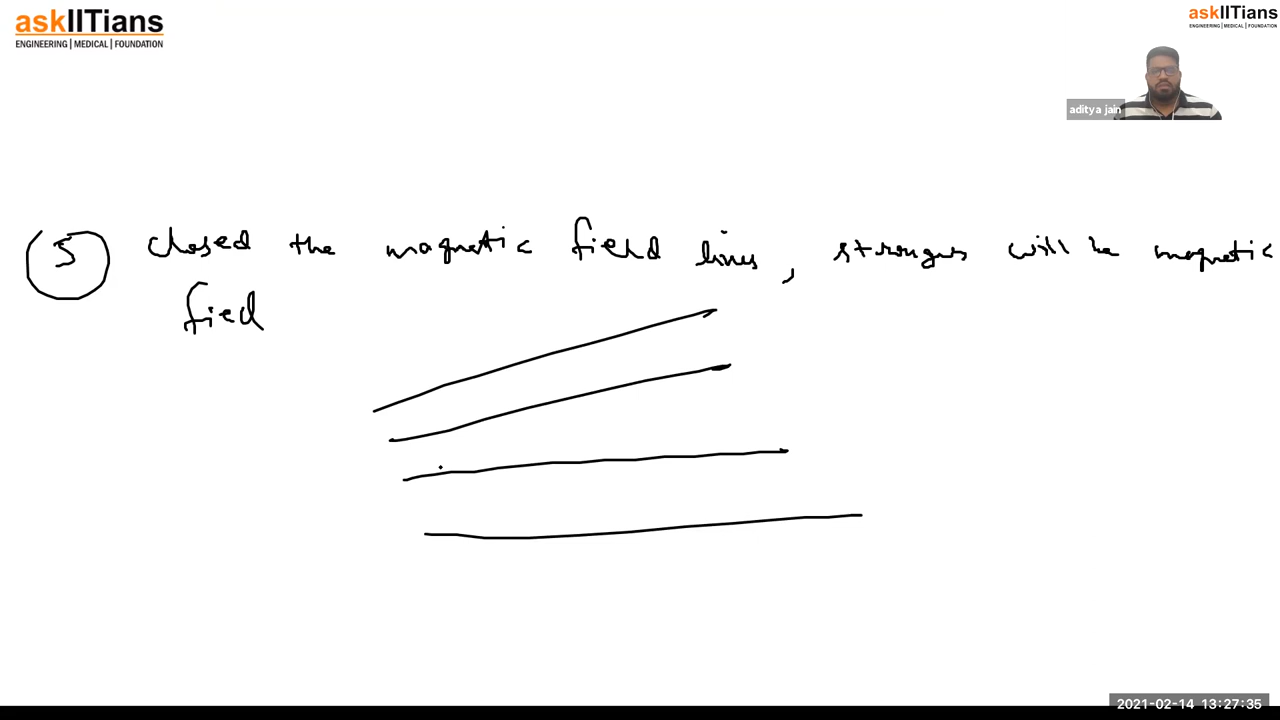 askIITians
ENGINEERING | MEDICAL | FOUNDATION
askIITians
ENGINEERING | MEDICAL | FOUNDATION
aditya jain
5 closed the magnetic field lines, stronger will be magnetic
fied
2021-02-14 13:27:35